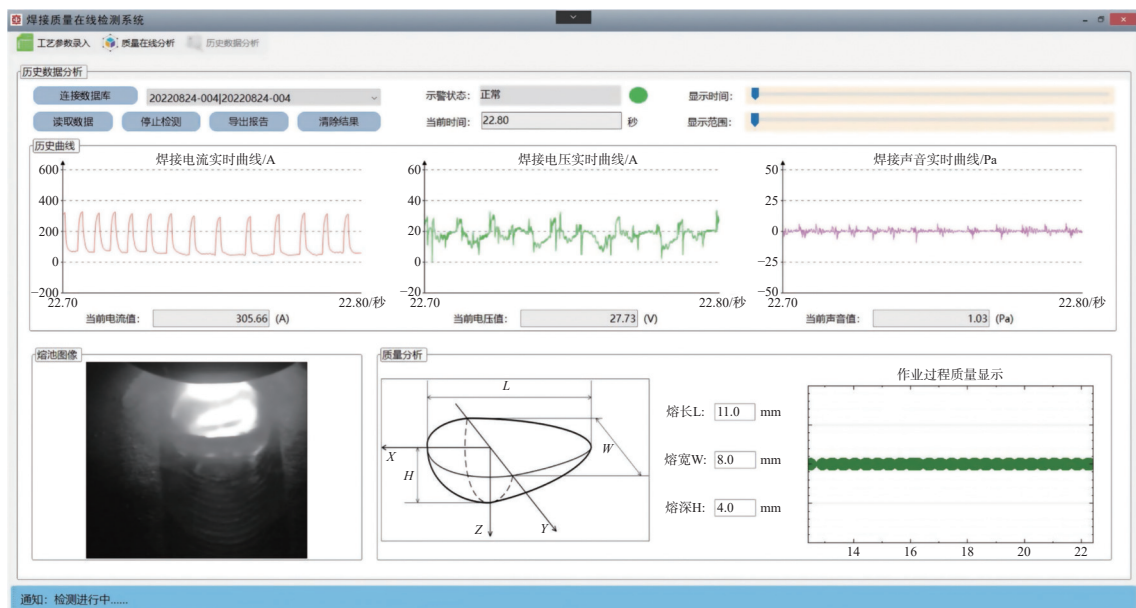 焊接质量在线检测系统
工艺参数录入 质量在线分析 历史数据分析
历史数据分析
连接数据库 20220824-004|20220824-004 示警状态: 正常 显示时间:
读取数据 停止检测 导出报告 清除结果 当前时间: 22.80 秒 显示范围:
历史曲线
焊接电流实时曲线/A 焊接电压实时曲线/A 焊接声音实时曲线/Pa
600 60 50
400 40 25
200 20 0
0 0 −25
−200 −20 −50
22.70 22.80/秒 22.70 22.80/秒 22.70 22.80/秒
当前电流值: 305.66 (A) 当前电压值: 27.73 (V) 当前声音值: 1.03 (Pa)
熔池图像 质量分析
L
作业过程质量显示
熔长L: 11.0 mm
X W
熔宽W: 8.0 mm
H
熔深H: 4.0 mm
Z Y
14 16 18 20 22
通知: 检测进行中......